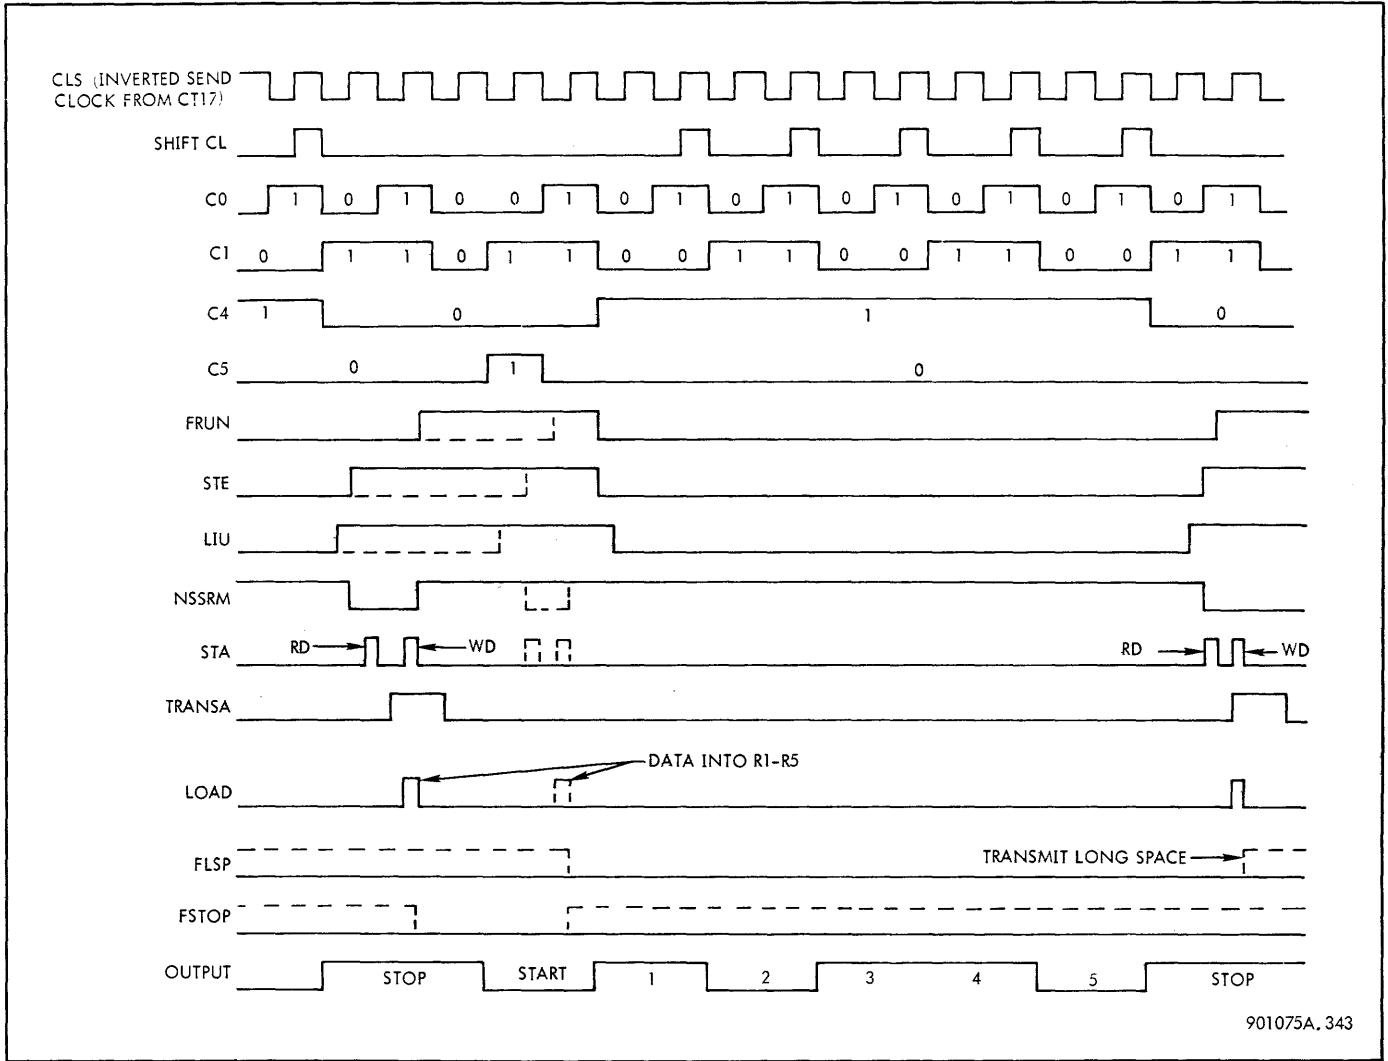 CLS (INVERTED SEND
CLOCK FROM CT17)
SHIFT CL
C0 1 0 1 0 0 1 0 1 0 1 0 1 0 1 0 1 0 1
C1 0 1 1 0 1 1 0 0 1 1 0 0 1 1 0 0 1 1
C4 1 0 1 0
C5 0 1 0
FRUN
STE
LIU
NSSRM
STA RD WD RD WD
TRANSA
DATA INTO R1-R5
LOAD
FLSP TRANSMIT LONG SPACE
FSTOP
OUTPUT STOP START 1 2 3 4 5 STOP
901075A.343